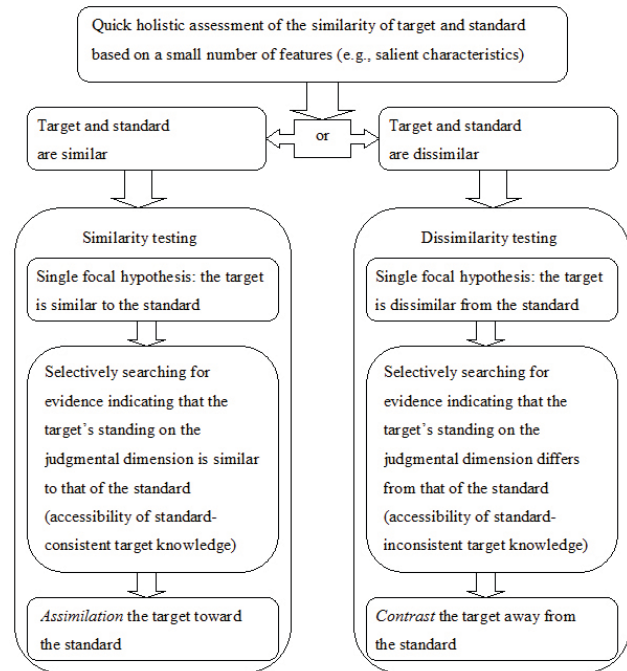 Quick holistic assessment of the similarity of target and standard
based on a small number of features (e.g., salient characteristics)
Target and standard
are similar
or
Target and standard
are dissimilar
Similarity testing
Single focal hypothesis: the target
is similar to the standard
Selectively searching for
evidence indicating that the
target’s standing on the
judgmental dimension is similar
to that of the standard
(accessibility of standard-
consistent target knowledge)
Assimilation the target toward
the standard
Dissimilarity testing
Single focal hypothesis: the target
is dissimilar from the standard
Selectively searching for
evidence indicating that the
target’s standing on the
judgmental dimension differs
from that of the standard
(accessibility of standard-
inconsistent target knowledge)
Contrast the target away from
the standard